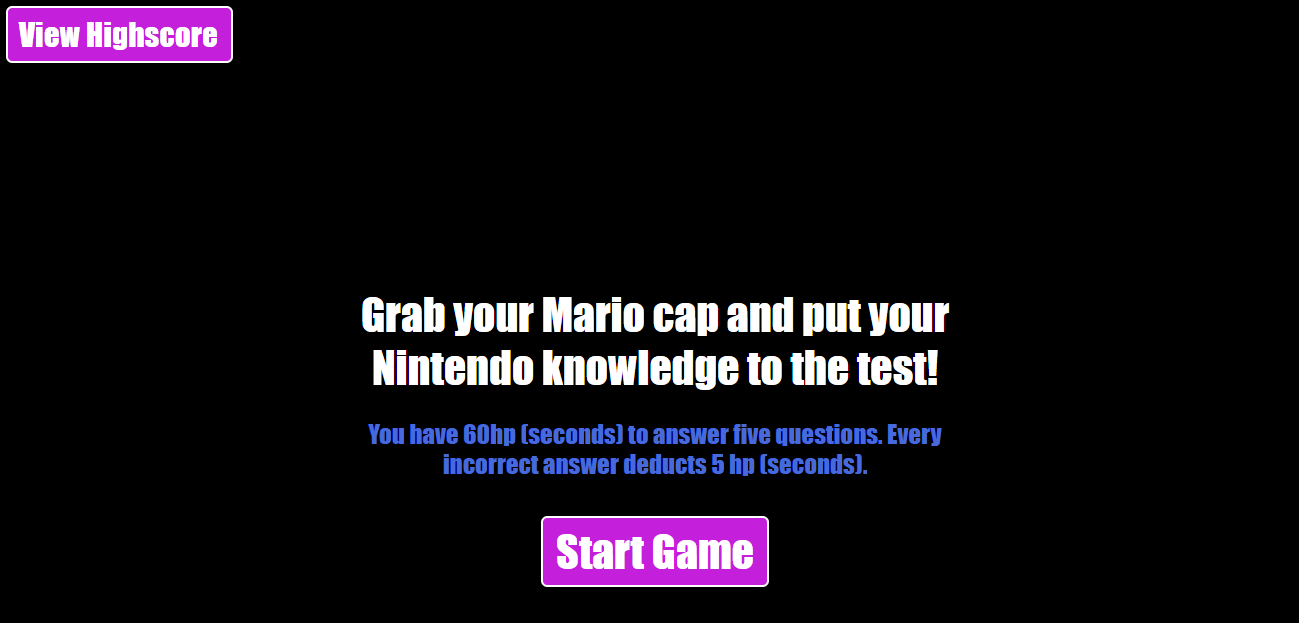 View Highscore
Grab your Mario cap and put your
Nintendo knowledge to the test!
You have 60hp (seconds) to answer five questions. Every
incorrect answer deducts 5 hp (seconds).
Start Game